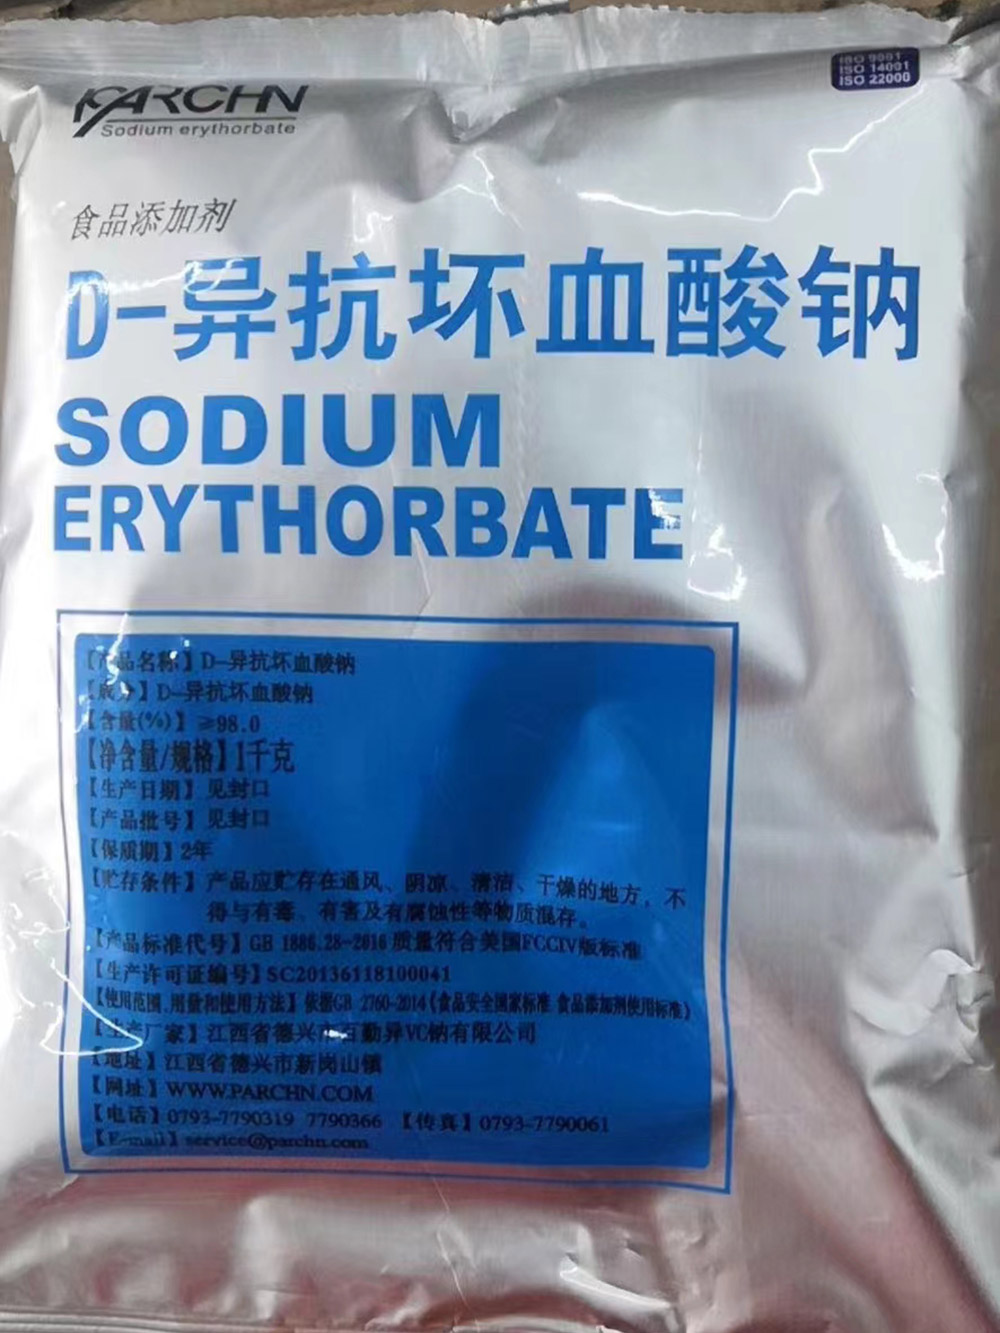 PARCHN
Sodium erythorbate
ISO 9001
ISO 14001
ISO 22000
食品添加剂
D-异抗坏血酸钠
SODIUM
ERYTHORBATE
【产品名称】D-异抗坏血酸钠
【成分】D-异抗坏血酸钠
【含量(%)】≥98.0
【净含量/规格】1千克
【生产日期】见封口
【产品批号】见封口
【保质期】2年
【贮存条件】产品应贮存在通风、阴凉、清洁、干燥的地方，不
得与有毒、有害及有腐蚀性等物质混存。
【产品标准代号】GB 1886.28-2016 质量符合美国FCCIV版标准
【生产许可证编号】SC20136118100041
【使用范围、用量和使用方法】依据GB 2760-2014《食品安全国家标准 食品添加剂使用标准》
【生产厂家】江西省德兴市百勤异VC钠有限公司
【地址】江西省德兴市新岗山镇
【网址】WWW.PARCHN.COM
【电话】0793-7790319 7790366 【传真】0793-7790061
【E-mail】service@parchn.com